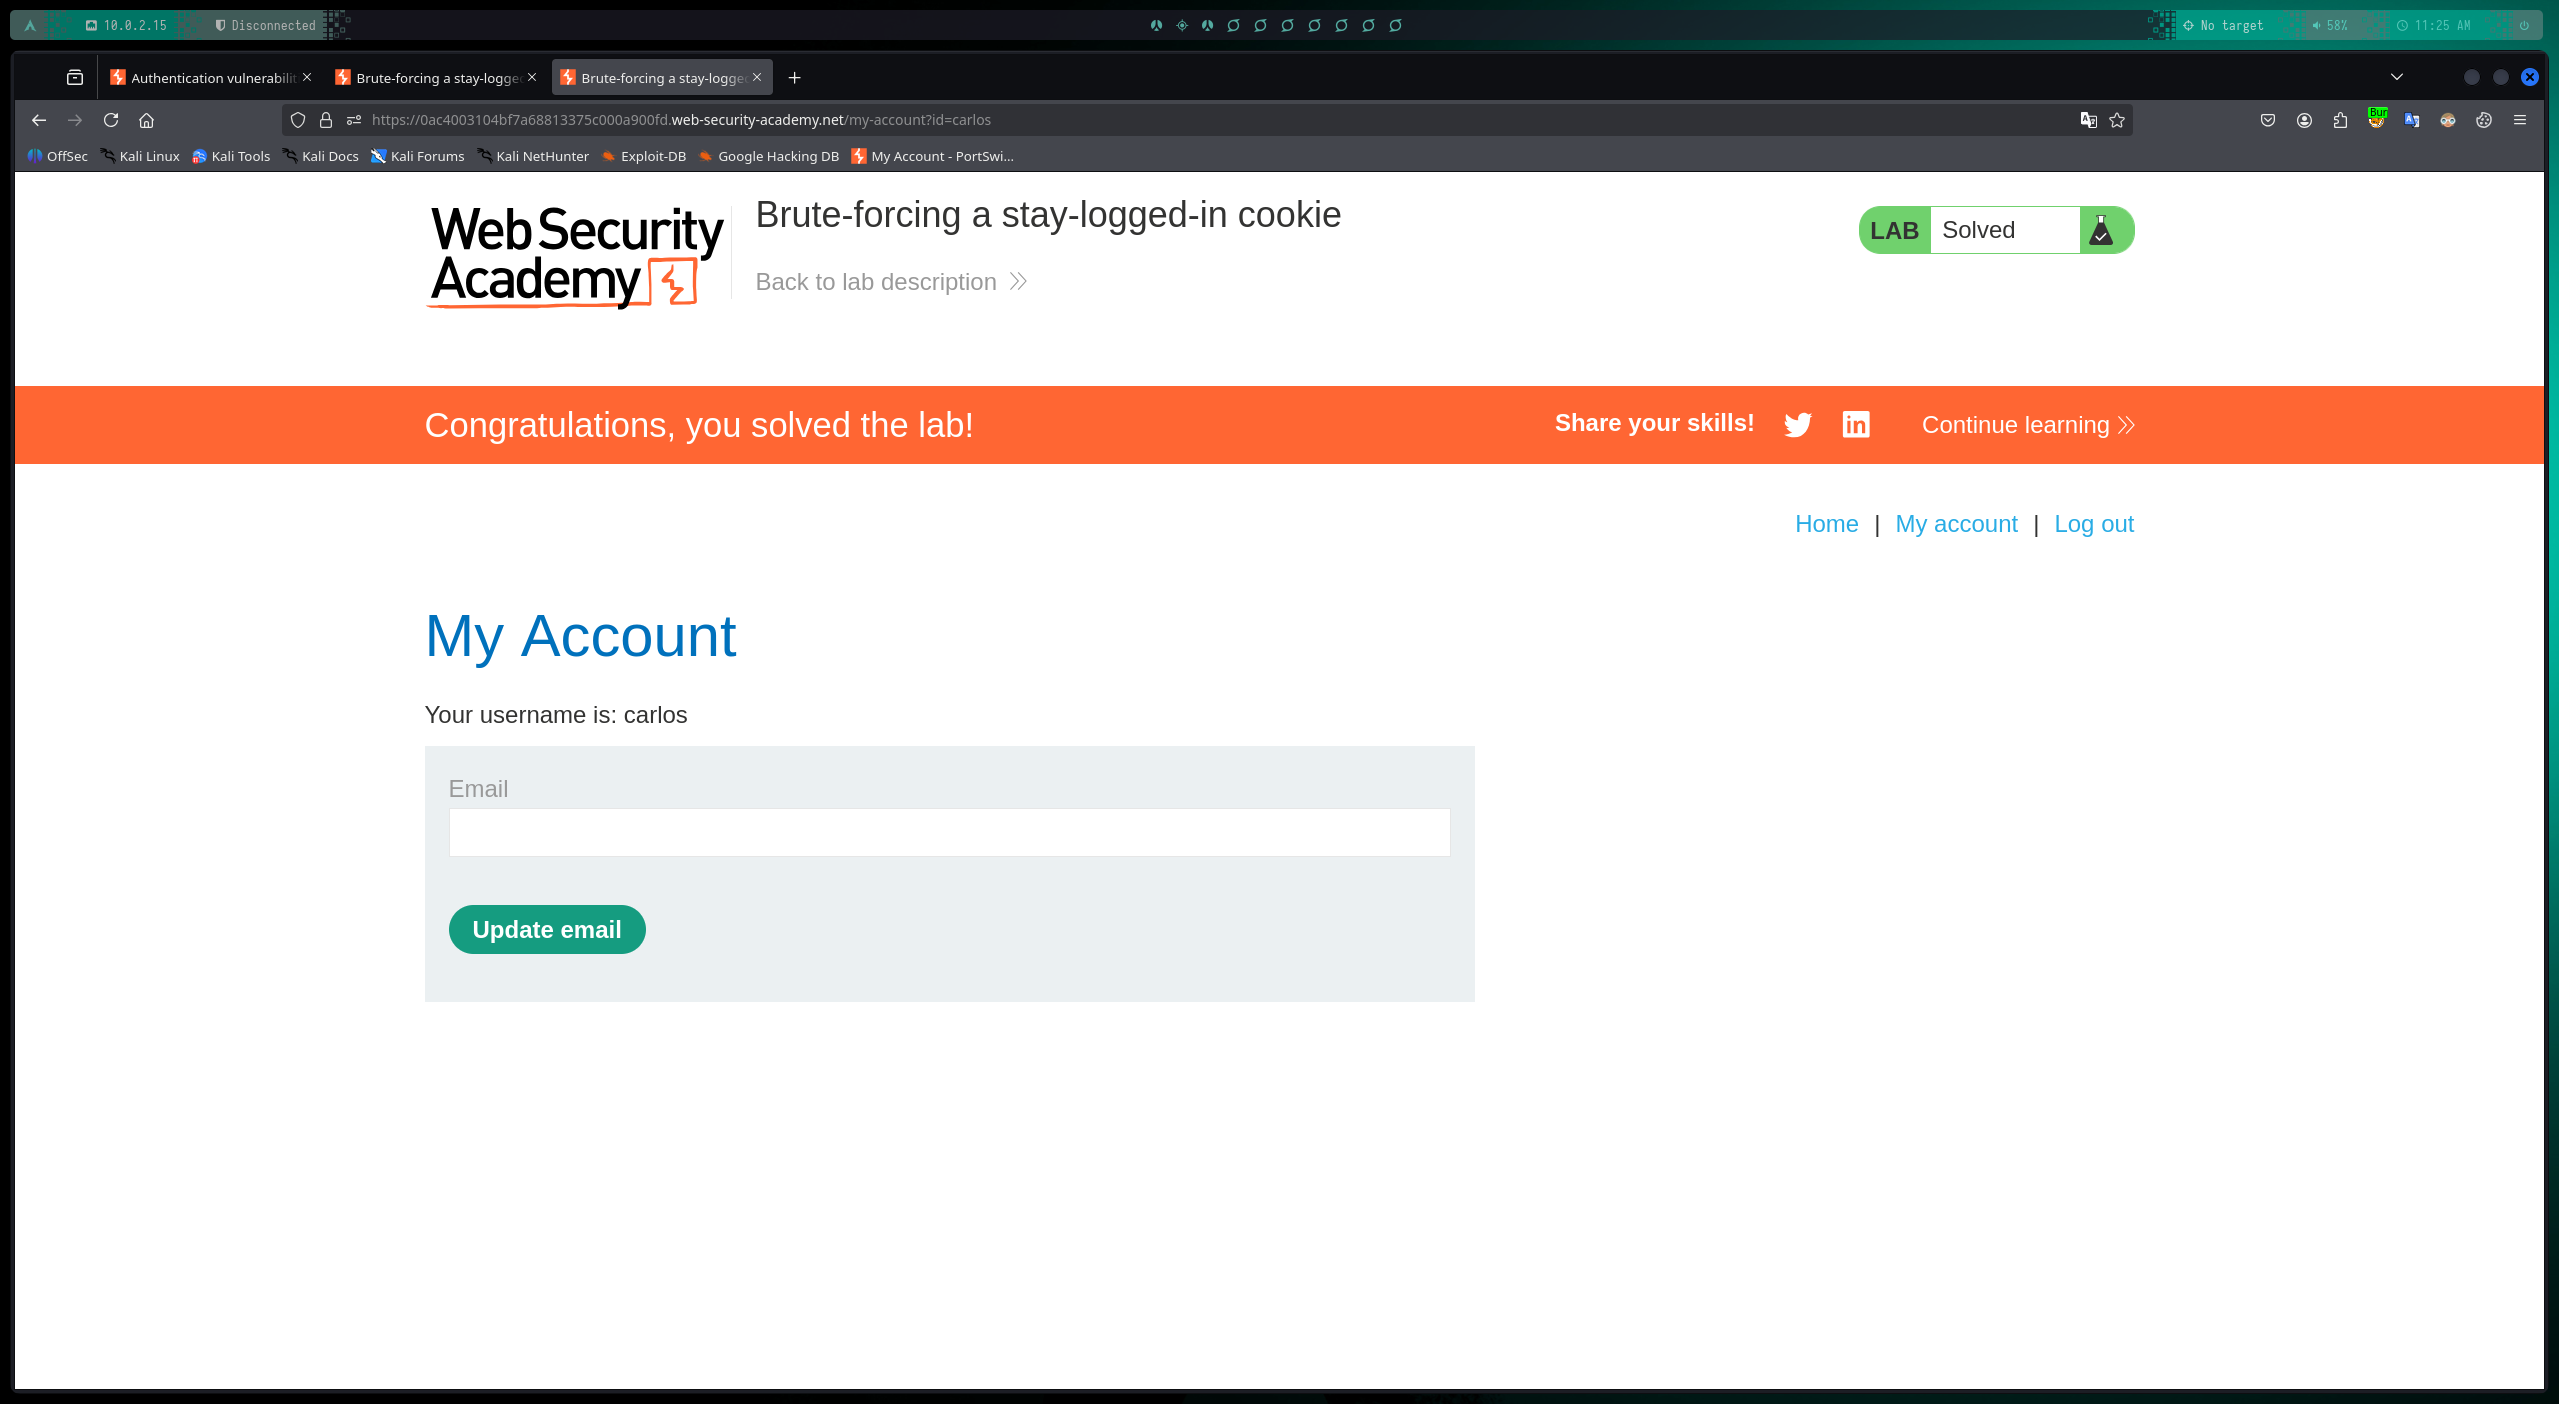 10.0.2.15 Disconnected No target 58% 11:25 AM
Authentication vulnerabilit Brute-forcing a stay-logge Brute-forcing a stay-logge
https://0ac4003104bf7a68813375c000a900fd.web-security-academy.net/my-account?id=carlos
Bur
OffSec Kali Linux Kali Tools Kali Docs Kali Forums Kali NetHunter Exploit-DB Google Hacking DB My Account - PortSwi...
Web Security
Academy
Brute-forcing a stay-logged-in cookie
Back to lab description
LAB Solved
Congratulations, you solved the lab! Share your skills! in Continue learning
Home | My account | Log out
My Account
Your username is: carlos
Email
Update email